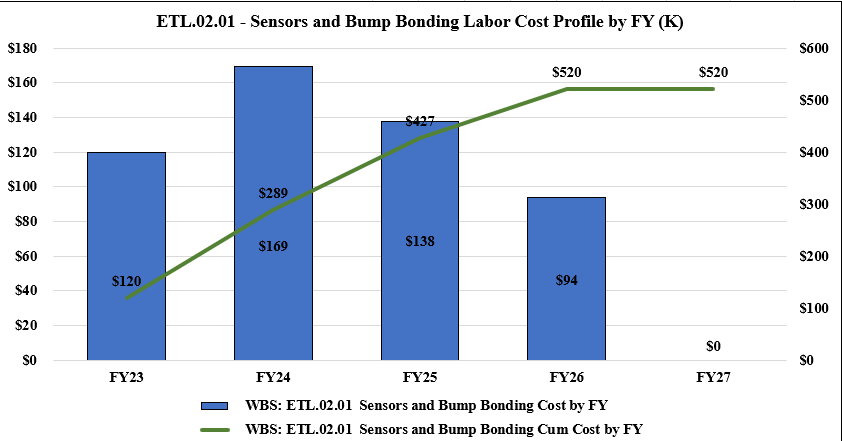 ETL.02.01 - Sensors and Bump Bonding Labor Cost Profile by FY (K)
$180 $600
$160 $520 $520
$500
$140 $427
$120 $400
$100 $289 $300
$80 $169 $138
$60 $120 $94 $200
$40 $100
$20 $0
$0 $0
FY23 FY24 FY25 FY26 FY27
WBS: ETL.02.01 Sensors and Bump Bonding Cost by FY
WBS: ETL.02.01 Sensors and Bump Bonding Cum Cost by FY